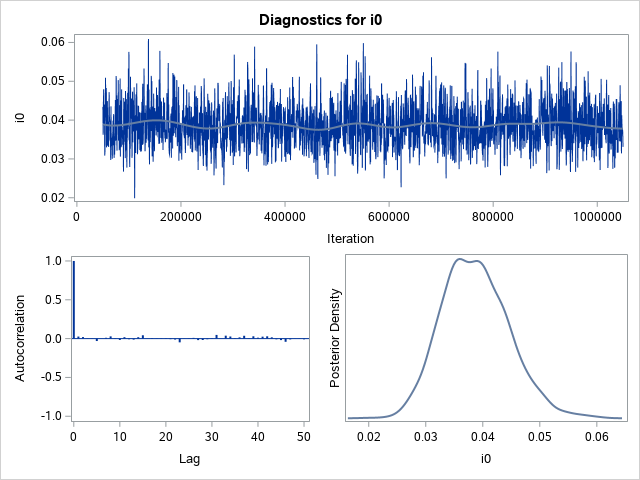 Diagnostics for i0
i0
0.06
0.05
0.04
0.03
0.02
0 200000 400000 600000 800000 1000000
Iteration
Autocorrelation
1.0
0.5
0.0
-0.5
-1.0
0 10 20 30 40 50
Lag
Posterior Density
0.02 0.03 0.04 0.05 0.06
i0